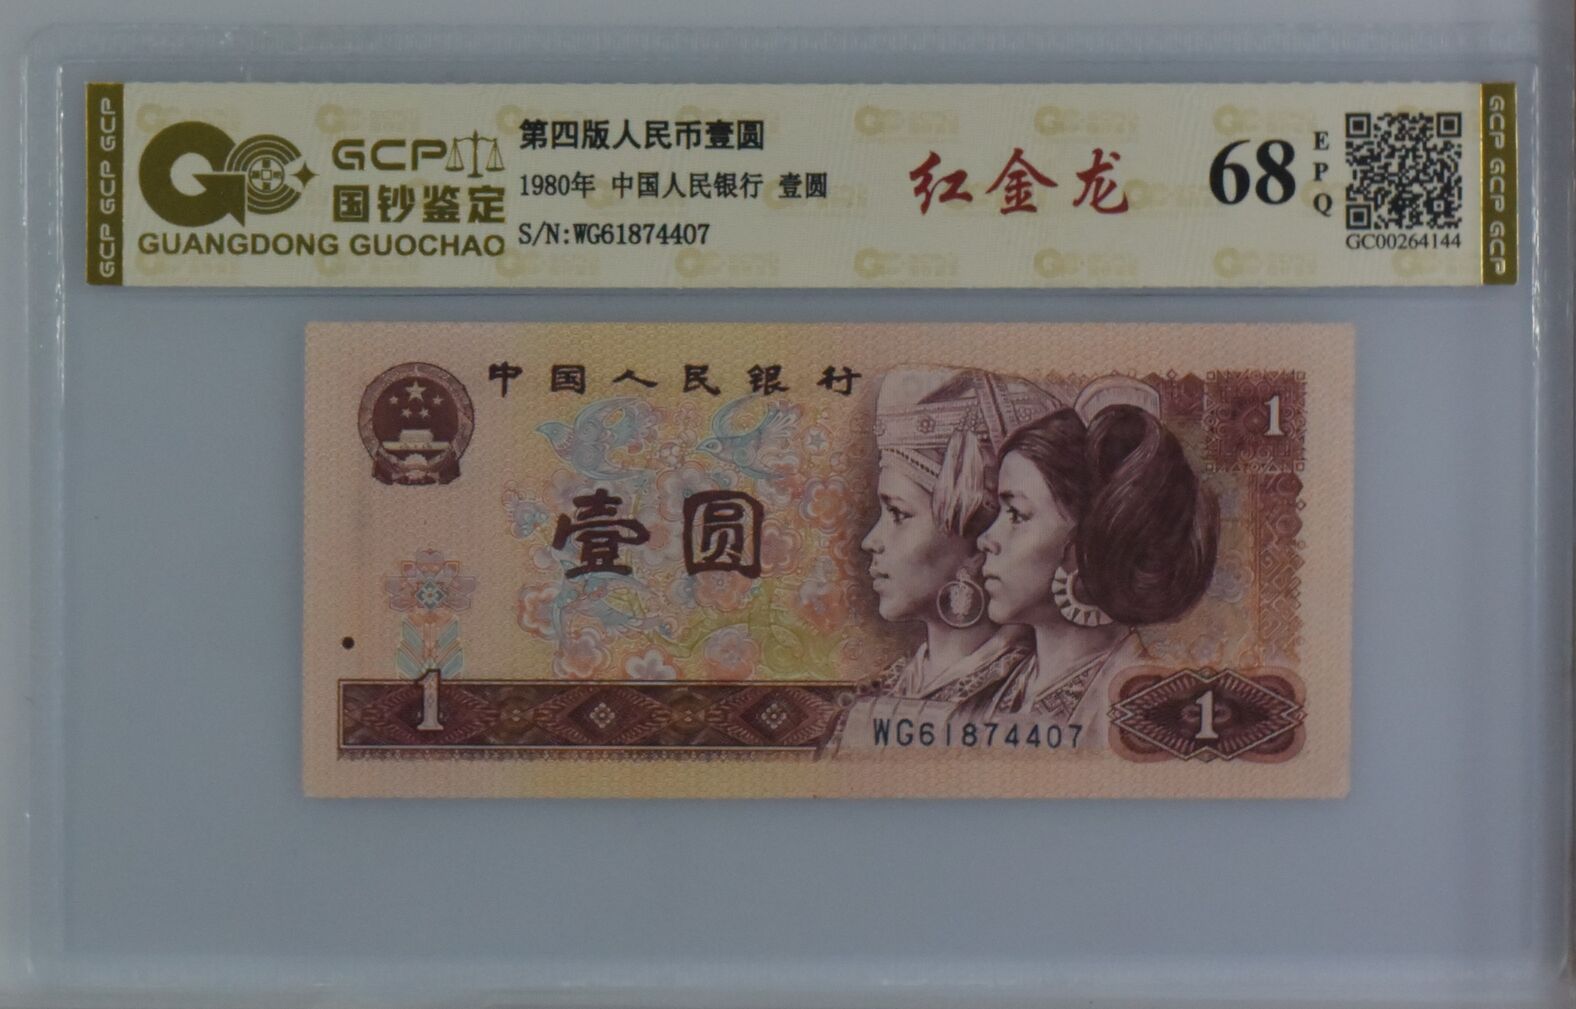 GCP GCP GCP
GCP
国钞鉴定
GUANGDONG GUOCHAO
第四版人民币壹圆
1980年 中国人民银行 壹圆
S/N:WG61874407
红金龙
68
EPQ
GC00264144
GCP GCP GCP
中国人民银行
1
壹圆
1
WG61874407
1